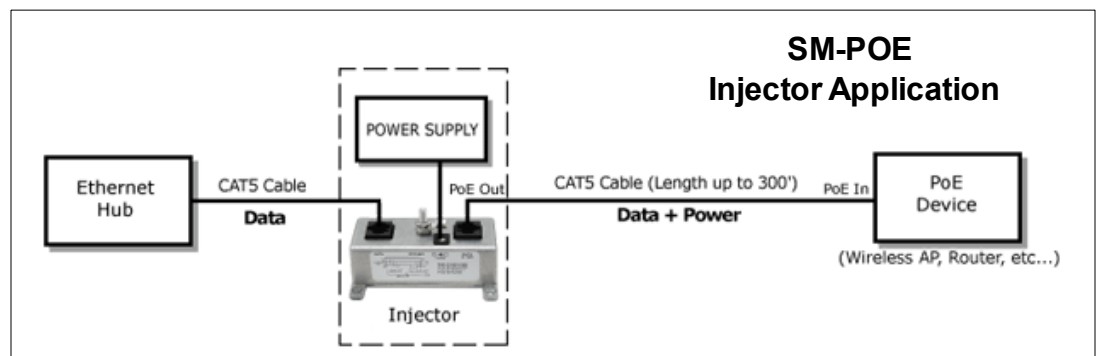 SM-POE
Injector Application
POWER SUPPLY
Ethernet
Hub
CAT5 Cable
Data
PoE Out
CAT5 Cable (Length up to 300')
Data + Power
PoE In
PoE
Device
(Wireless AP, Router, etc...)
Injector